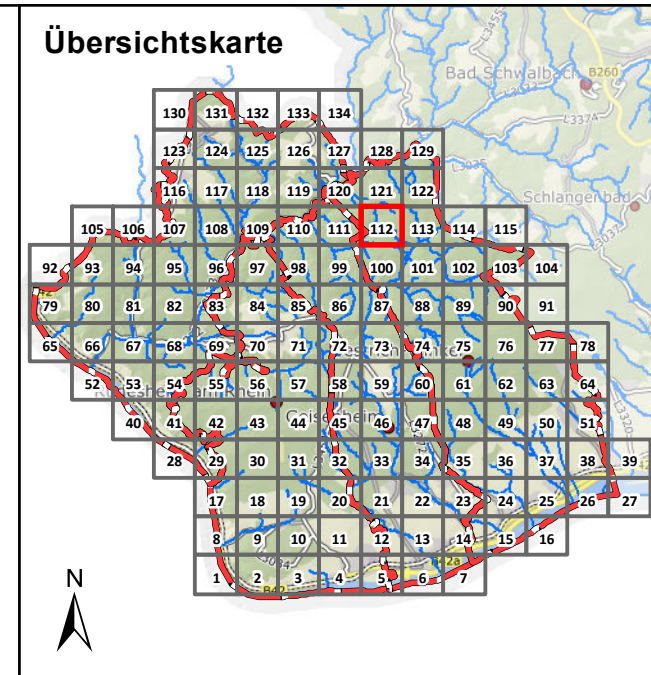 Übersichtskarte
Bad Schwalbach
B260
L3374
L3035
Schlangenbad
L3037
L3320
130 131 132 133 134
123 124 125 126 127 128 129
116 117 118 119 120 121 122
105 106 107 108 109 110 111 112 113 114 115
92 93 94 95 96 97 98 99 100 101 102 103 104
79 80 81 82 83 84 85 86 87 88 89 90 91
65 66 67 68 69 70 71 72 73 74 75 76 77 78
52 53 54 55 56 57 58 59 60 61 62 63 64
40 41 42 43 44 45 46 47 48 49 50 51
28 29 30 31 32 33 34 35 36 37 38 39
17 18 19 20 21 22 23 24 25 26 27
8 9 10 11 12 13 14 15 16
1 2 3 4 5 6 7
Geisenheim
B42
N